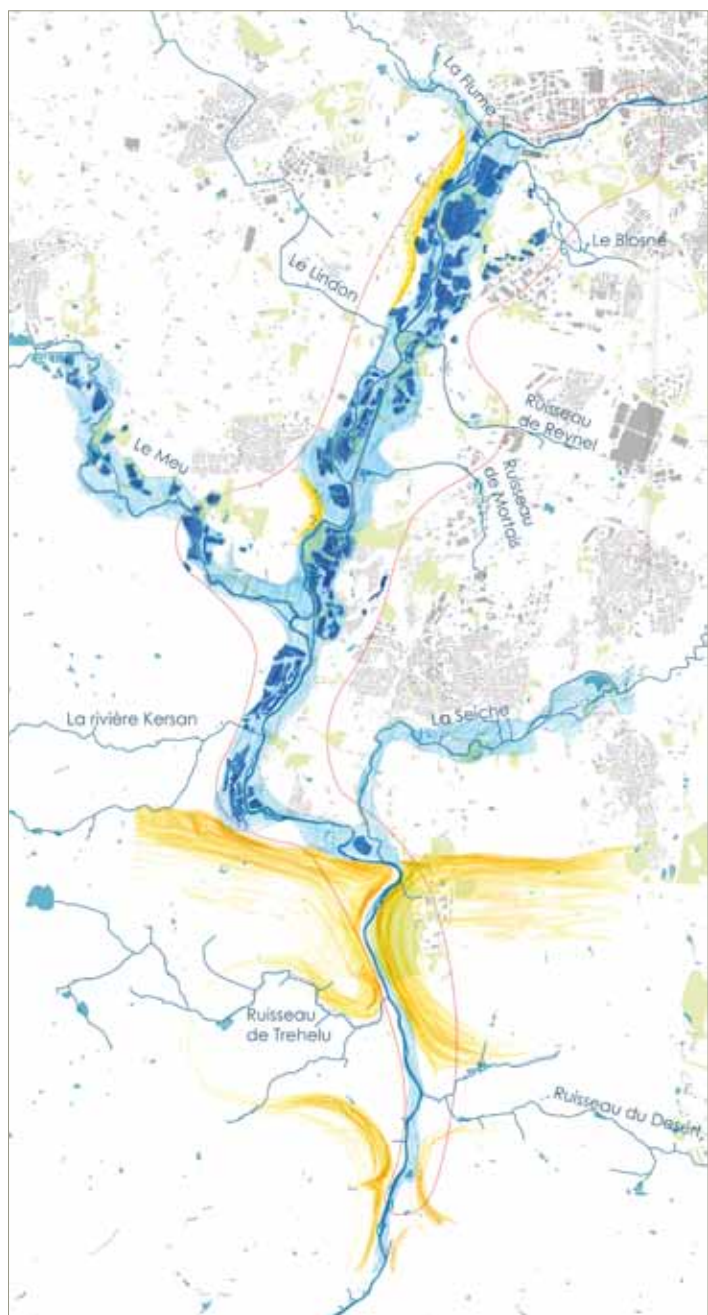 La Flume
Le Blosne
Le Lindon
Ruisseau
de Reynel
Le Meu
Ruisseau
de Mortais
La Seiche
La rivière Kersan
Ruisseau
de Trehelu
Ruisseau du Desert